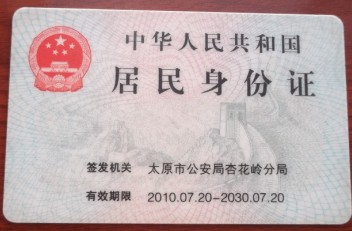 中华人民共和国
居民身份证
签发机关 太原市公安局杏花岭分局
有效期限 2010.07.20-2030.07.20